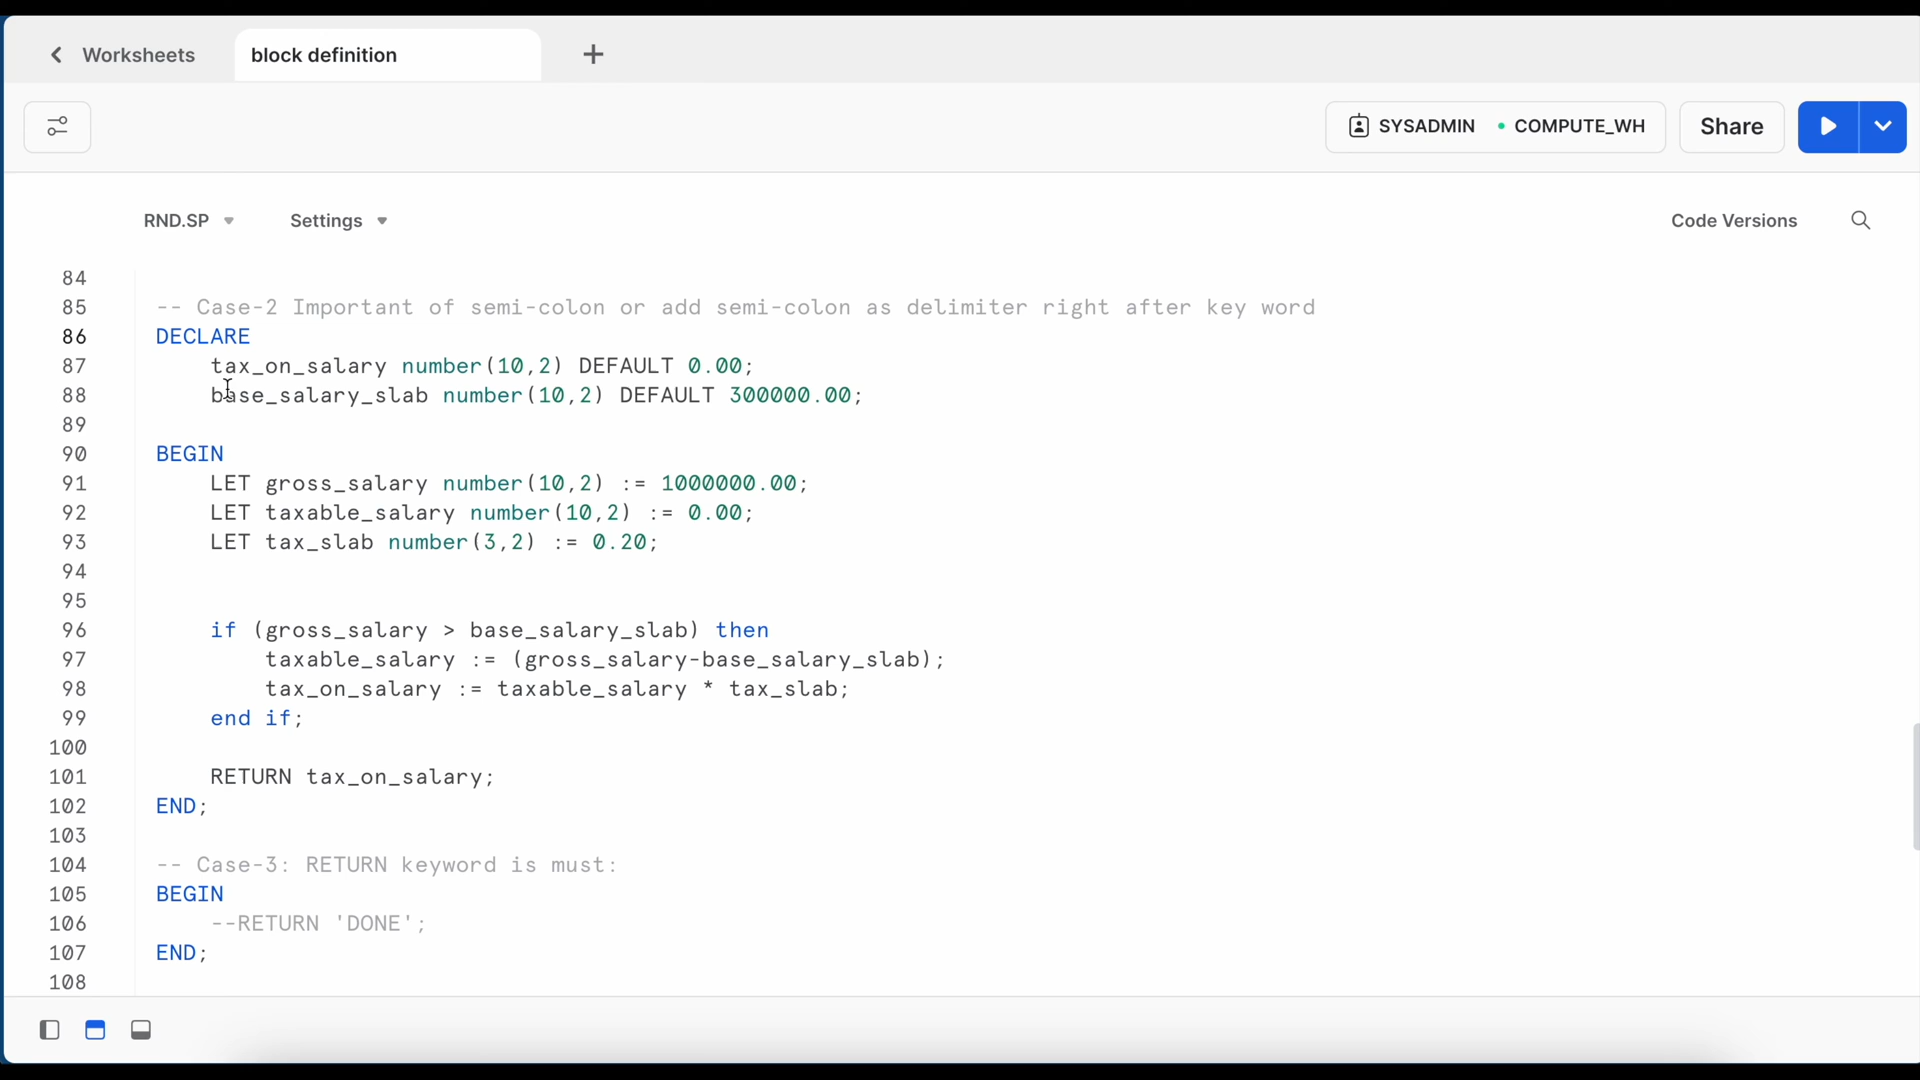 Worksheets
block definition
SYSADMIN COMPUTE_WH
Share
RND.SP
Settings
Code Versions
84
85 -- Case-2 Important of semi-colon or add semi-colon as delimiter right after key word
86 DECLARE
87 tax_on_salary number(10,2) DEFAULT 0.00;
88 base_salary_slab number(10,2) DEFAULT 300000.00;
89
90 BEGIN
91 LET gross_salary number(10,2) := 1000000.00;
92 LET taxable_salary number(10,2) := 0.00;
93 LET tax_slab number(3,2) := 0.20;
94
95
96 if (gross_salary > base_salary_slab) then
97 taxable_salary := (gross_salary-base_salary_slab);
98 tax_on_salary := taxable_salary * tax_slab;
99 end if;
100
101 RETURN tax_on_salary;
102 END;
103
104 -- Case-3: RETURN keyword is must:
105 BEGIN
106 --RETURN 'DONE';
107 END;
108